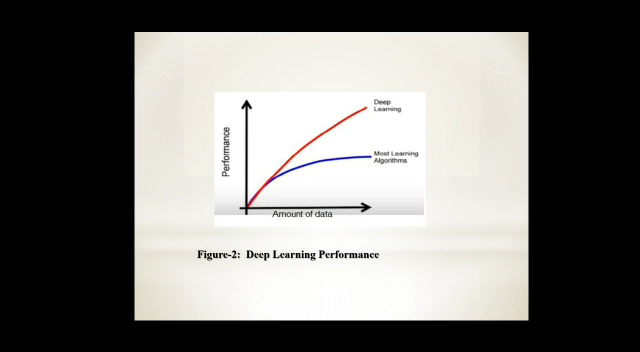 Deep
Learning
Performance
Most Learning
Algorithms
Amount of data
Figure-2: Deep Learning Performance